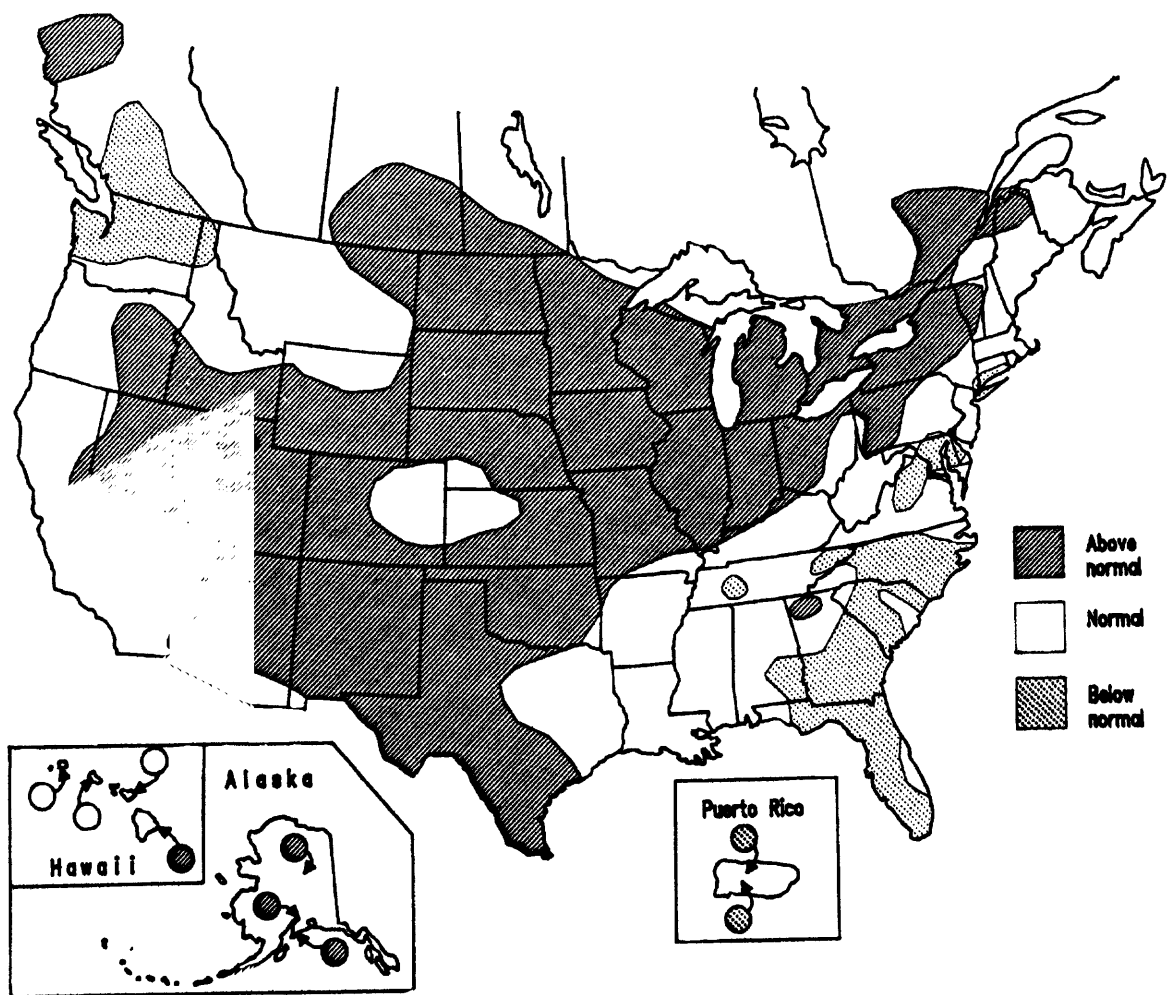 Above
normal
Normal
Below
normal
Alaska
Hawaii
Puerto Rico